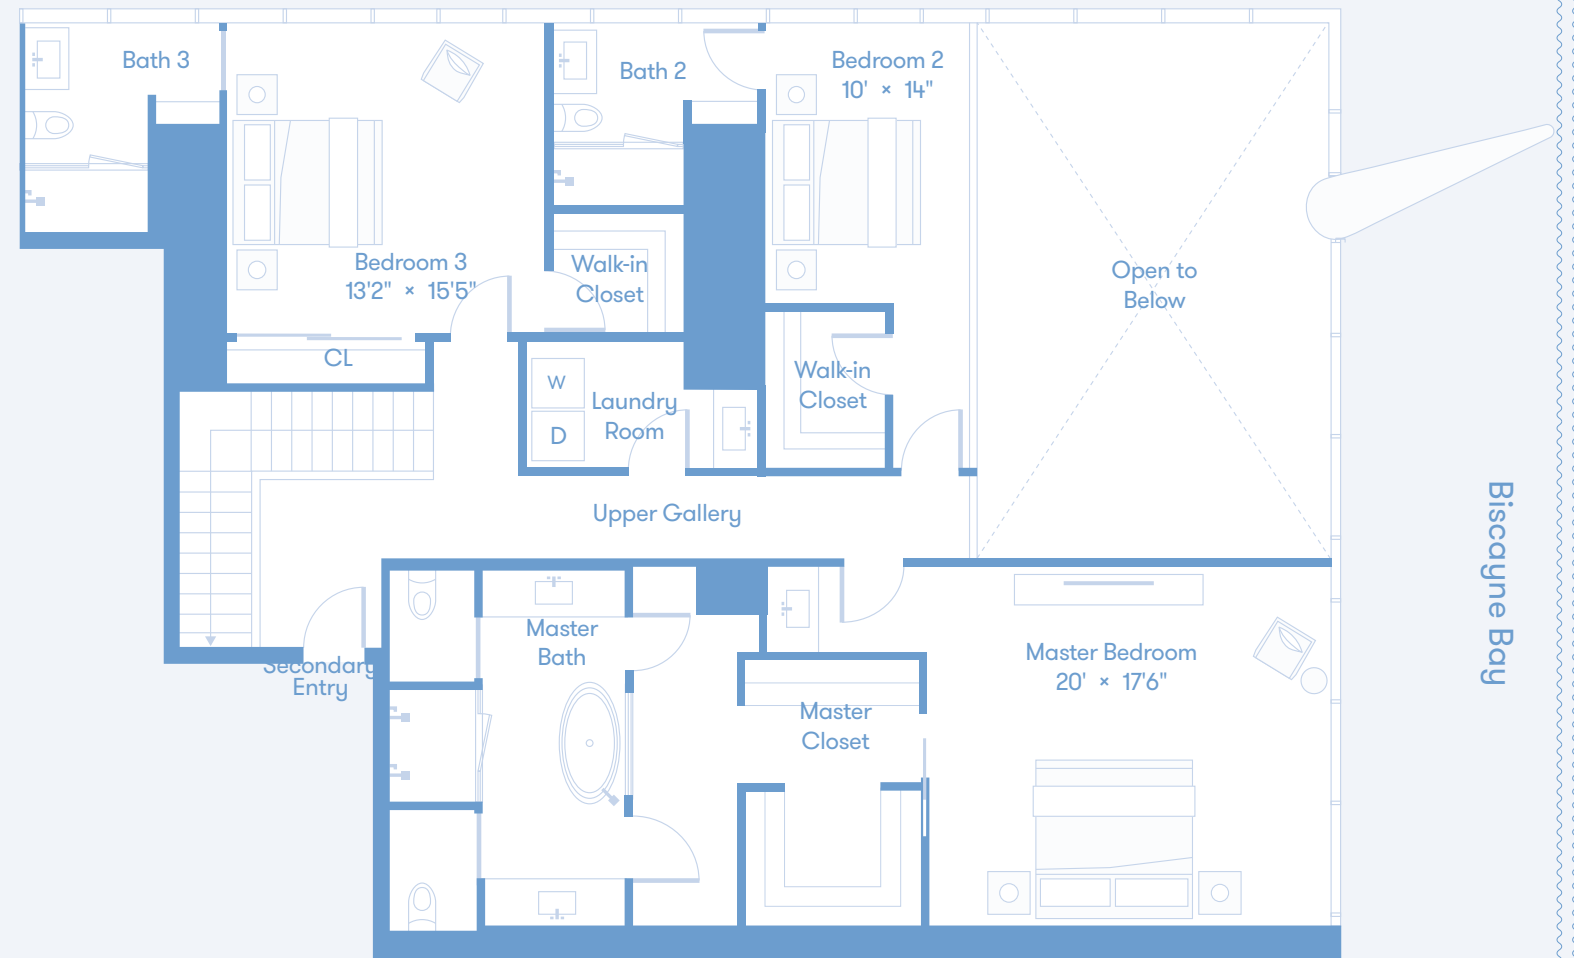 Bath 3
Bath 2
Bedroom 2
10' × 14"
Bedroom 3
13'2" × 15'5"
Walk-in
Closet
Open to
Below
CL
W
D
Laundry
Room
Walk-in
Closet
Upper Gallery
Biscayne Bay
Secondary
Entry
Master
Bath
Master Bedroom
20' × 17'6"
Master
Closet